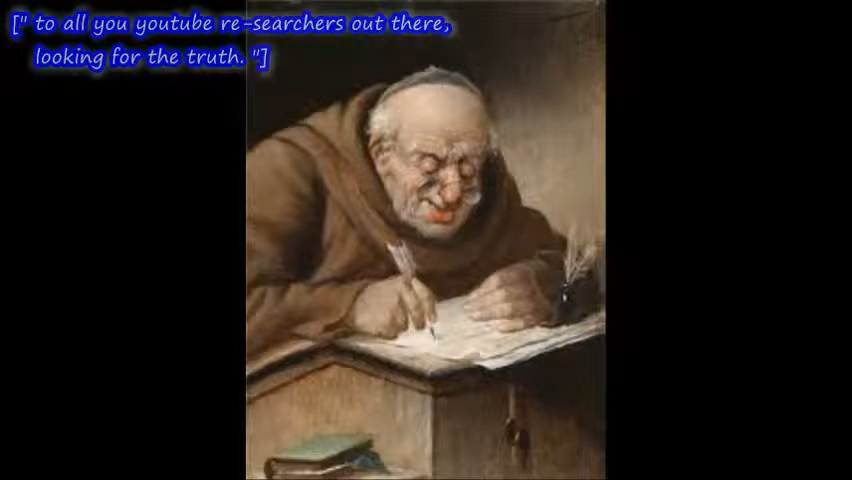 [" to all you youtube re-searchers out there,
looking for the truth. "]